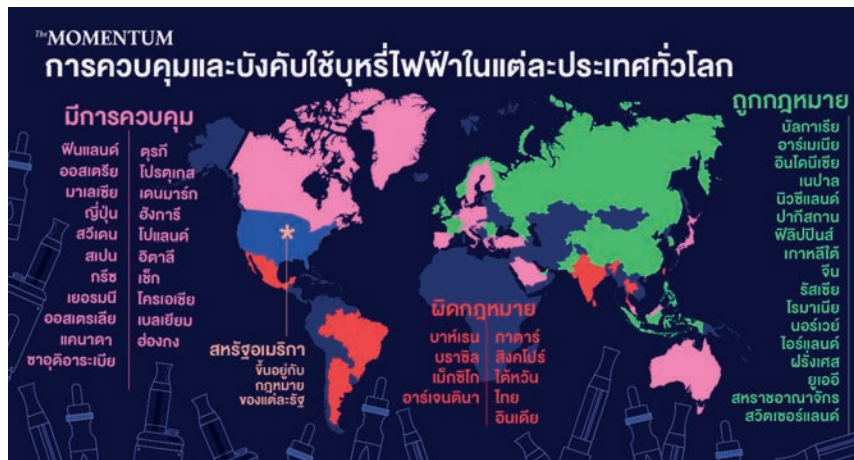 The MOMENTUM
การควบคุมและบังคับใช้บุหรี่ไฟฟ้าในแต่ละประเทศทั่วโลก
มีการควบคุม
ฟินแลนด์
ออสเตรีย
มาเลเซีย
ญี่ปุ่น
สวีเดน
สเปน
กรีซ
เยอรมนี
ออสเตรเลีย
แคนาดา
ซาอุดิอาระเบีย
ตุรกี
โปรตุเกส
เดนมาร์ก
ฮังการี
โปแลนด์
อิตาลี
เช็ก
โครเอเชีย
เบลเยียม
ฮ่องกง
*
สหรัฐอเมริกา
ขึ้นอยู่กับ
กฎหมาย
ของแต่ละรัฐ
ผิดกฎหมาย
บาห์เรน
บราซิล
เม็กซิโก
อาร์เจนตินา
กาตาร์
สิงคโปร์
ไต้หวัน
ไทย
อินเดีย
ถูกกฎหมาย
บัลกาเรีย
อาร์เมเนีย
อินโดนีเซีย
เนปาล
นิวซีแลนด์
ปากีสถาน
ฟิลิปปินส์
เกาหลีใต้
จีน
รัสเซีย
โรมาเนีย
นอร์เวย์
ไอร์แลนด์
ฝรั่งเศส
ยูเออี
สหราชอาณาจักร
สวิตเซอร์แลนด์